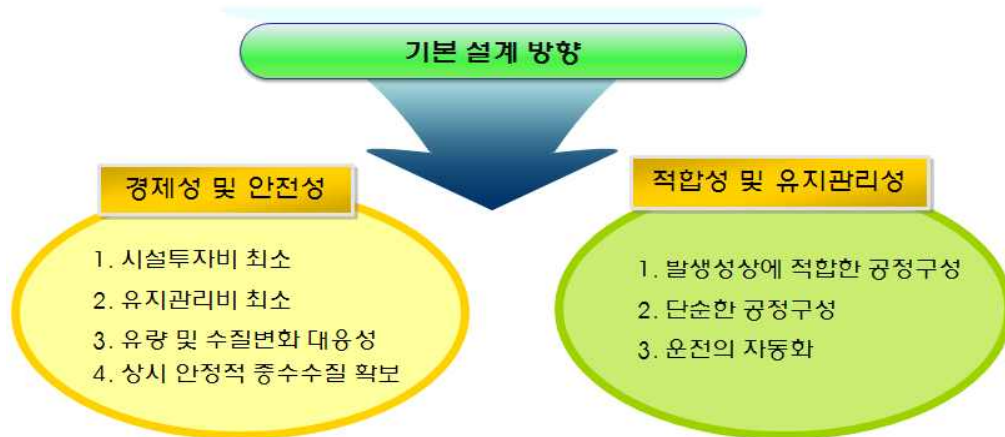 기본 설계 방향
경제성 및 안전성
1. 시설투자비 최소
2. 유지관리비 최소
3. 유량 및 수질변화 대응성
4. 상시 안정적 중수수질 확보
적합성 및 유지관리성
1. 발생성상에 적합한 공정구성
2. 단순한 공정구성
3. 운전의 자동화